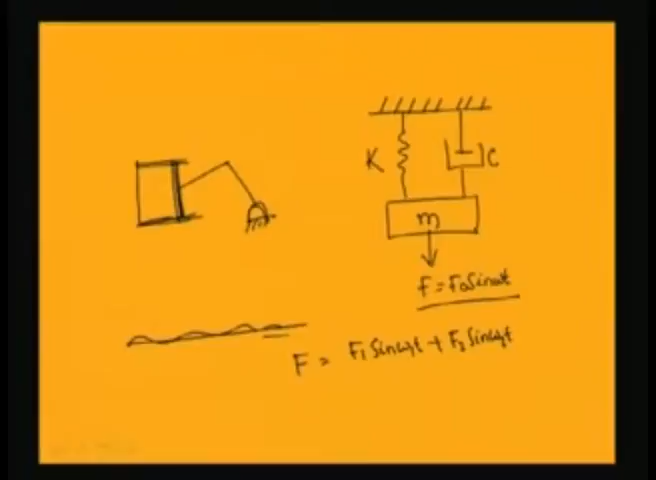 K C
m
F = F0 sinωt
F = F1 sinω1t + F2 sinω2t